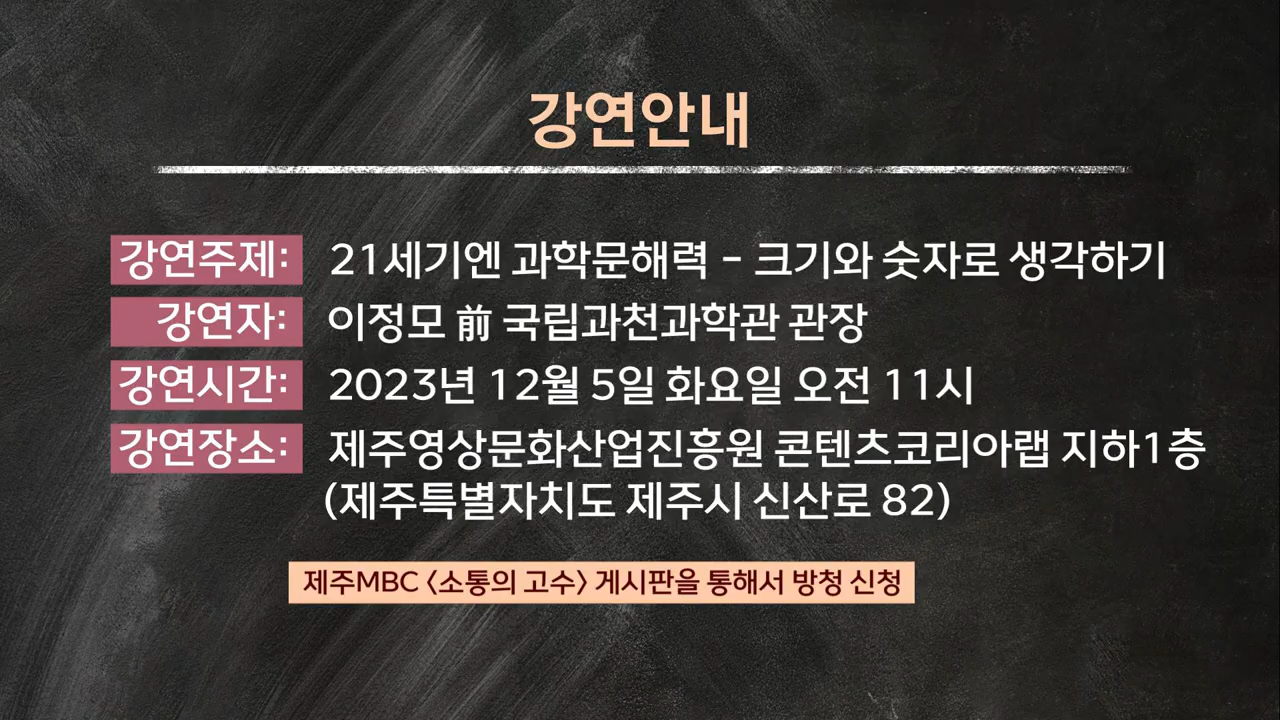 강연안내
강연주제: 21세기엔 과학문해력 - 크기와 숫자로 생각하기
강연자: 이정모 前 국립과천과학관 관장
강연시간: 2023년 12월 5일 화요일 오전 11시
강연장소: 제주영상문화산업진흥원 콘텐츠코리아랩 지하1층
(제주특별자치도 제주시 신산로 82)
제주MBC 〈소통의 고수〉 게시판을 통해서 방청 신청